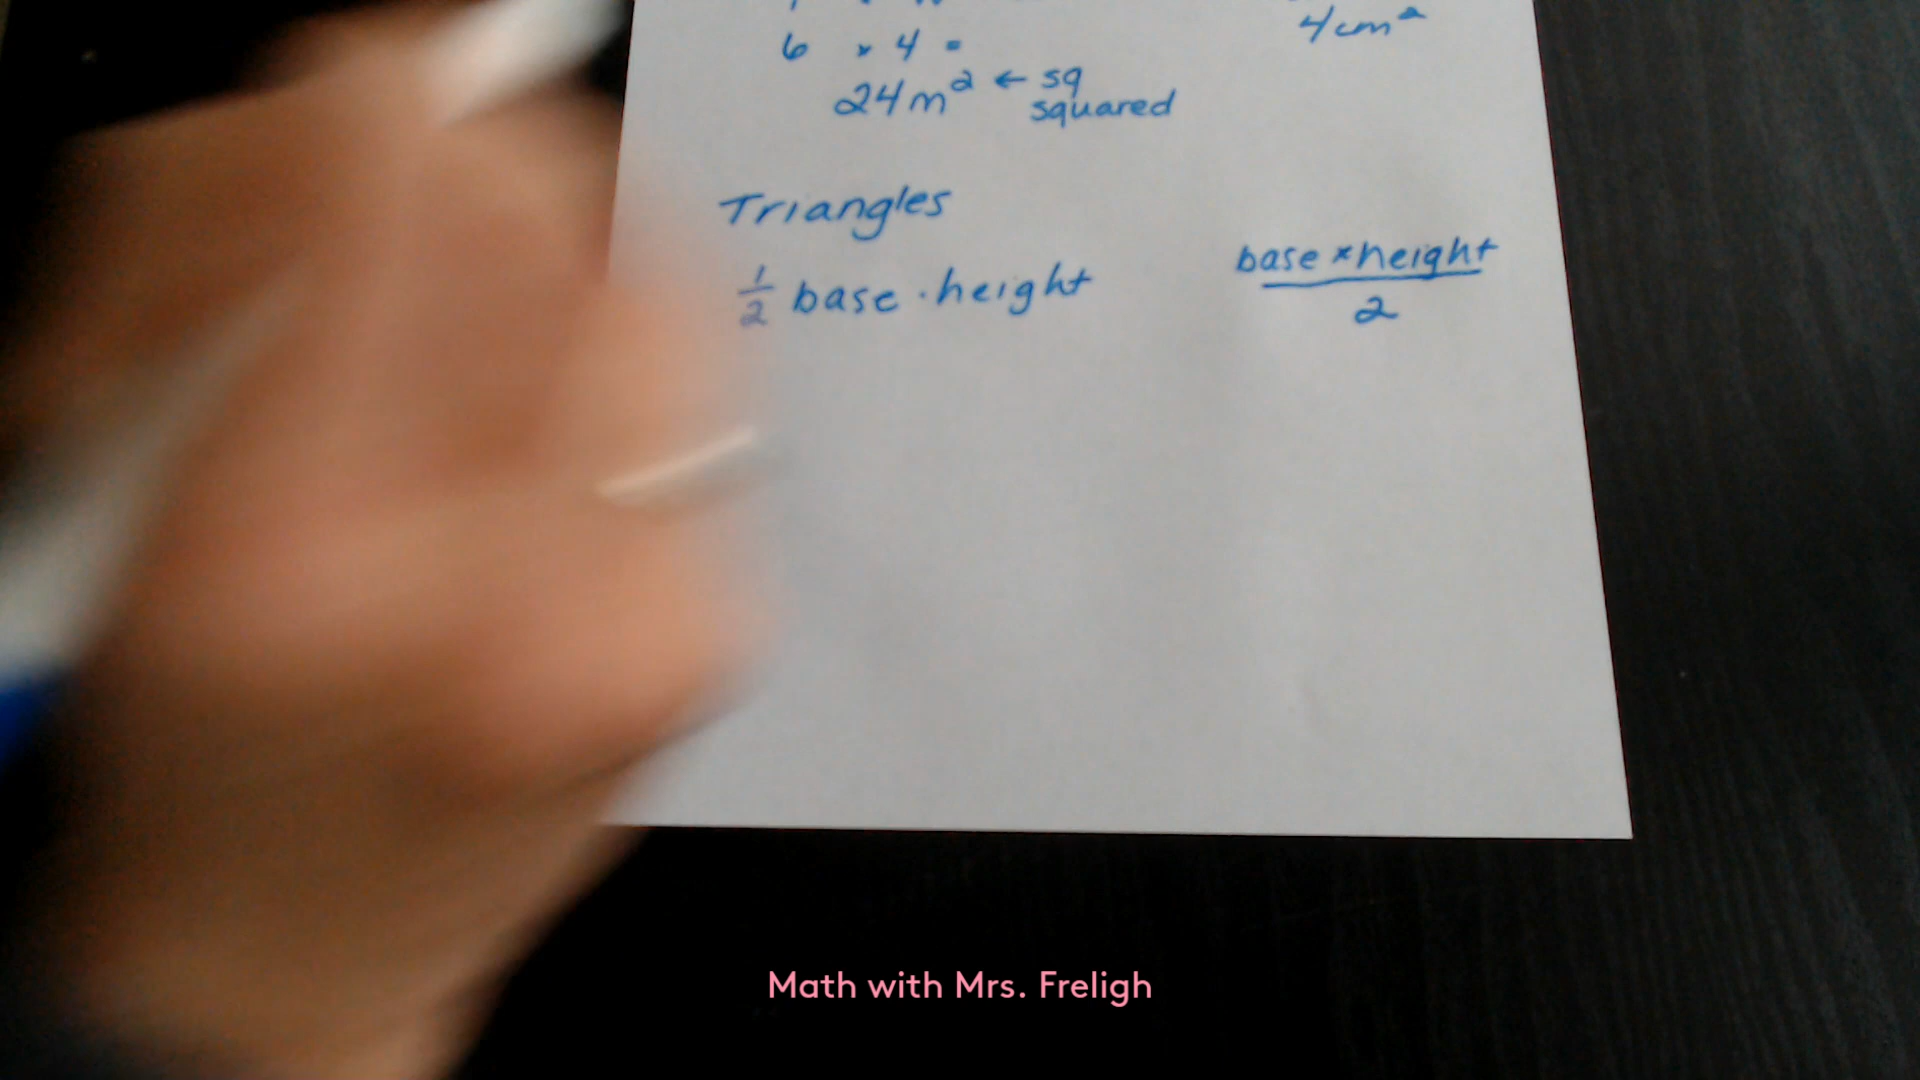 4cm²
6 x 4 =
24m² ← sq
squared
Triangles
1/2 base · height
base x height
2
Math with Mrs. Freligh